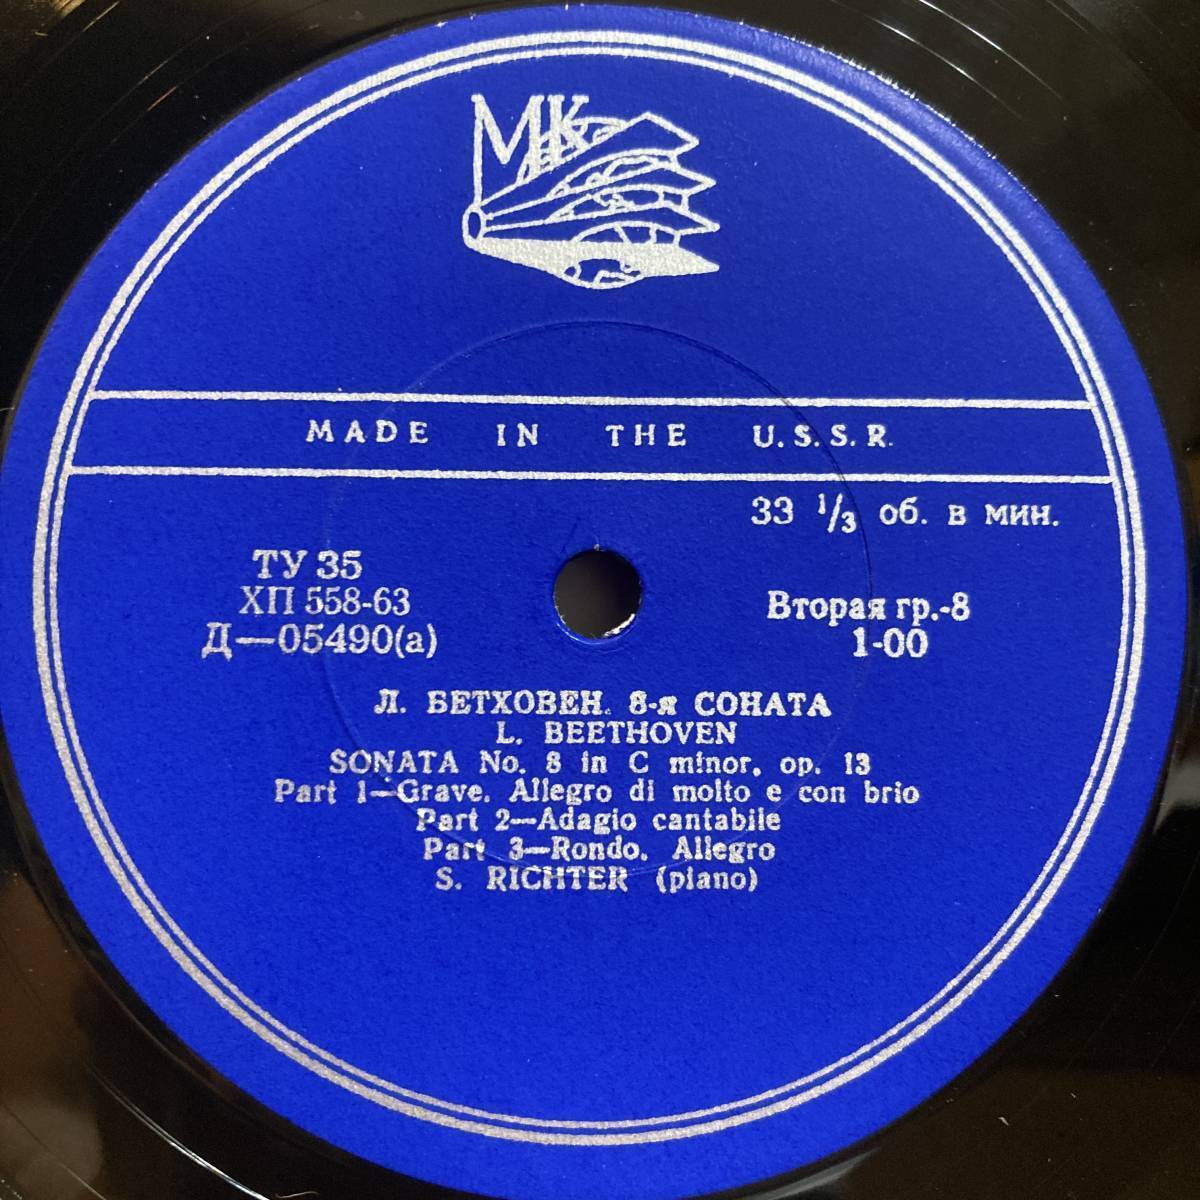 МК
MADE IN THE U.S.S.R.
33 1/3 об. в мин.
ТУ 35
ХП 558-63
Д—05490(а)
Вторая гр.-8
1-00
Л. БЕТХОВЕН. 8-я СОНАТА
L. BEETHOVEN
SONATA No. 8 in C minor, op. 13
Part 1—Grave. Allegro di molto e con brio
Part 2—Adagio cantabile
Part 3—Rondo. Allegro
S. RICHTER (piano)